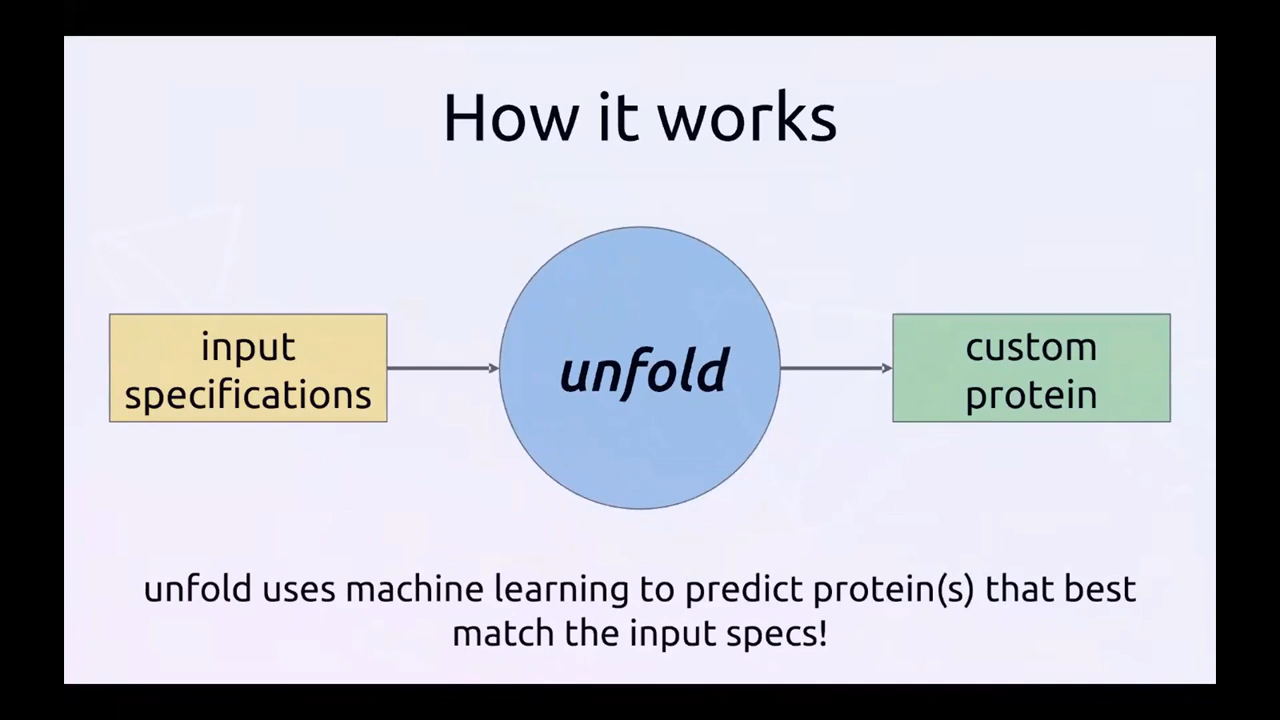 How it works
input
specifications
unfold
custom
protein
unfold uses machine learning to predict protein(s) that best
match the input specs!